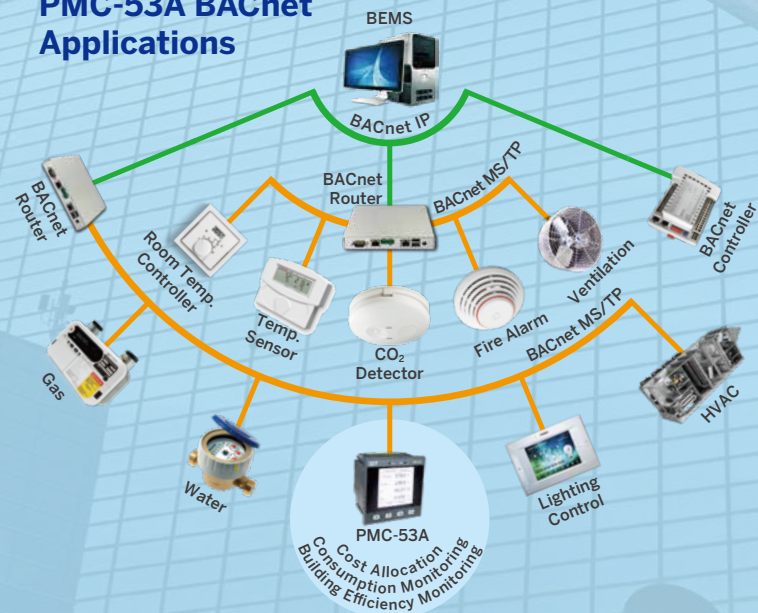 PMC-53A BACnet
Applications
BEMS
BACnet IP
BACnet
Router
BACnet
Router
BACnet MS/TP
BACnet
Controller
Room Temp.
Controller
Temp.
Sensor
CO₂
Detector
Fire Alarm
Ventilation
BACnet MS/TP
Gas
Water
PMC-53A
Cost Allocation
Consumption Monitoring
Building Efficiency Monitoring
Lighting
Control
HVAC